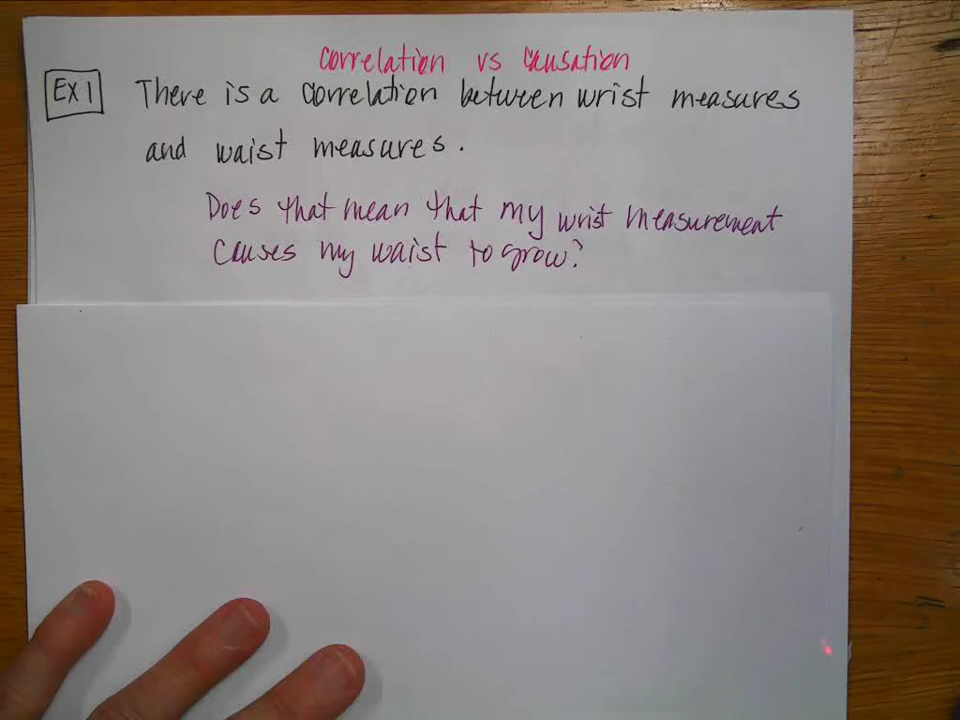 Correlation vs Causation
EX 1 There is a Correlation between wrist measures
and waist measures.
Does that mean that my wrist measurement
causes my waist to grow?